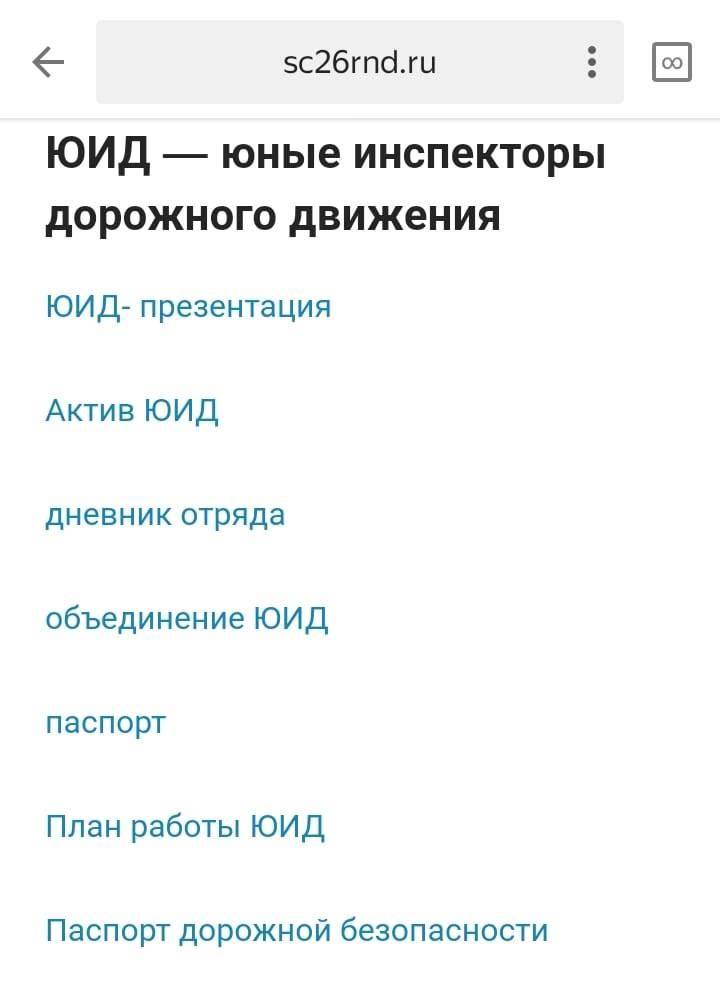 sc26rnd.ru
ЮИД — юные инспекторы
дорожного движения
ЮИД- презентация
Актив ЮИД
дневник отряда
объединение ЮИД
паспорт
План работы ЮИД
Паспорт дорожной безопасности